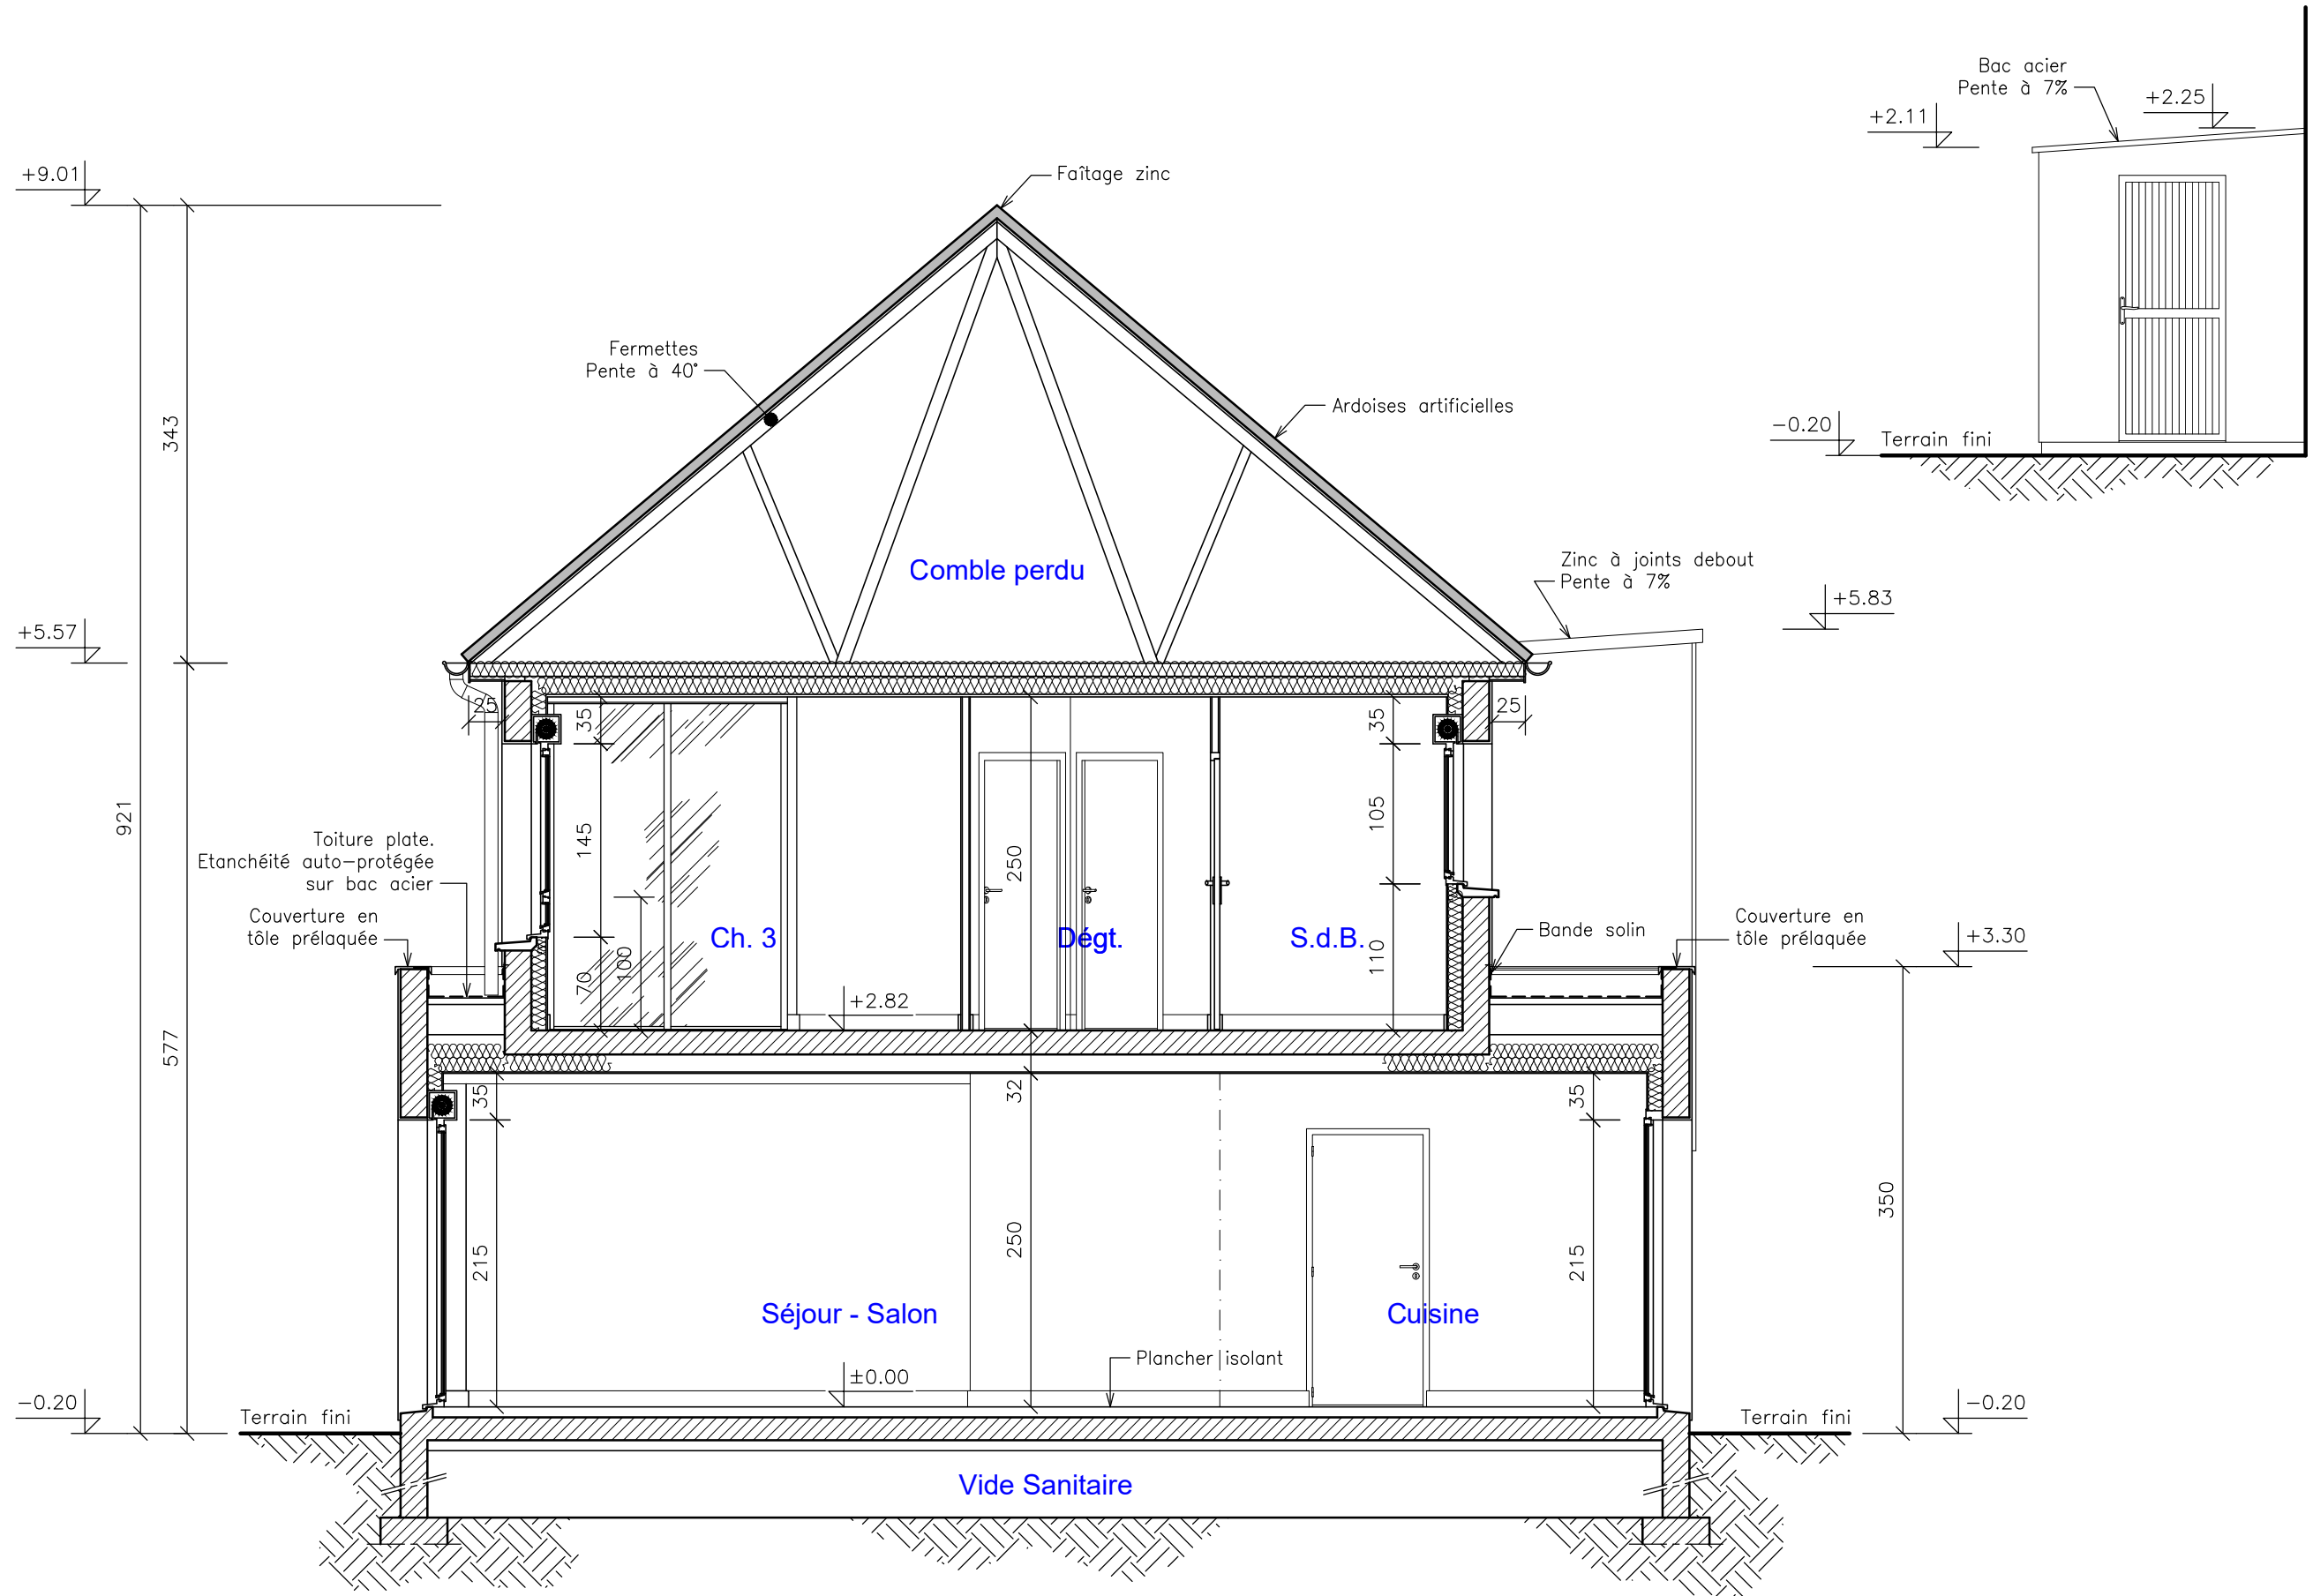 Bac acier
Pente à 7%
+2.11
+2.25
+9.01
Faîtage zinc
Fermettes
Pente à 40°
Ardoises artificielles
343
-0.20
Terrain fini
Comble perdu
Zinc à joints debout
Pente à 7%
+5.83
+5.57
25
35
35
25
921
145
250
105
Toiture plate.
Etanchéité auto-protégée
sur bac acier
Couverture en
tôle prélaquée
Ch. 3
Dégt.
S.d.B.
Bande solin
Couverture en
tôle prélaquée
+3.30
70
100
110
+2.82
577
35
32
35
350
215
250
215
Séjour - Salon
Cuisine
Plancher isolant
±0.00
-0.20
Terrain fini
Terrain fini
-0.20
Vide Sanitaire